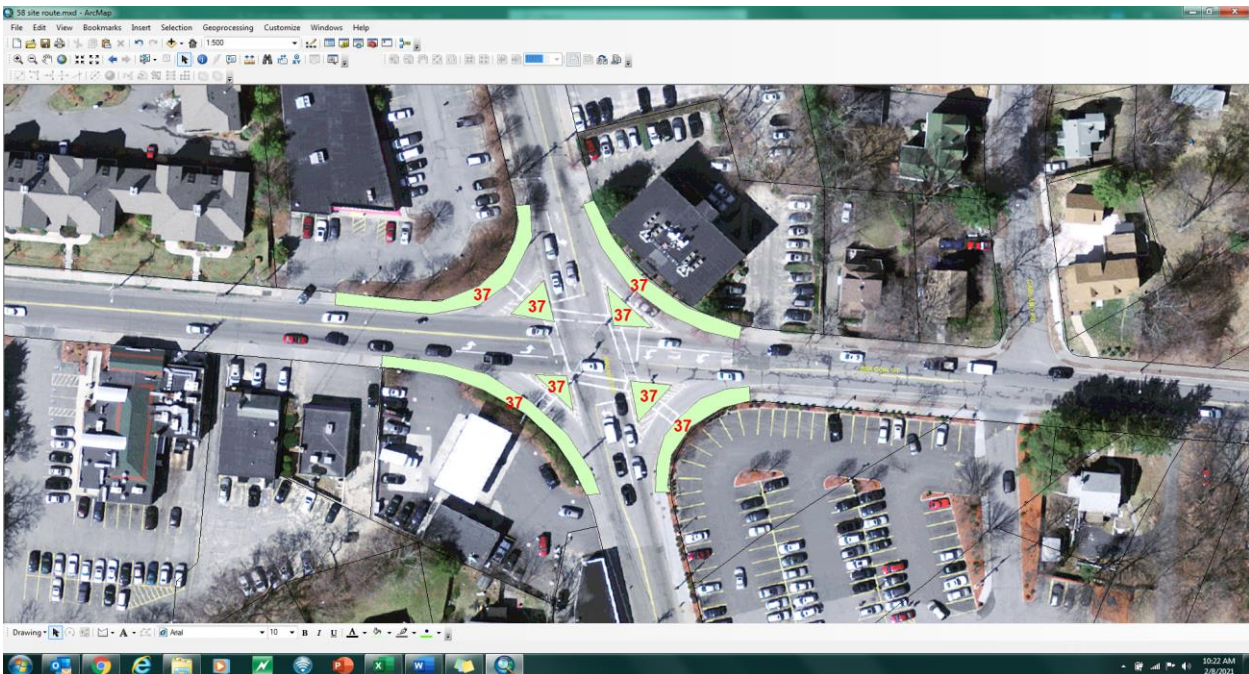 58 site route.mxd - ArcMap
File Edit View Bookmarks Insert Selection Geoprocessing Customize Windows Help
1:500
37
37
37
37
37
37
37
37
Drawing A Arial 10 B I U A
10:22 AM
2/8/2021